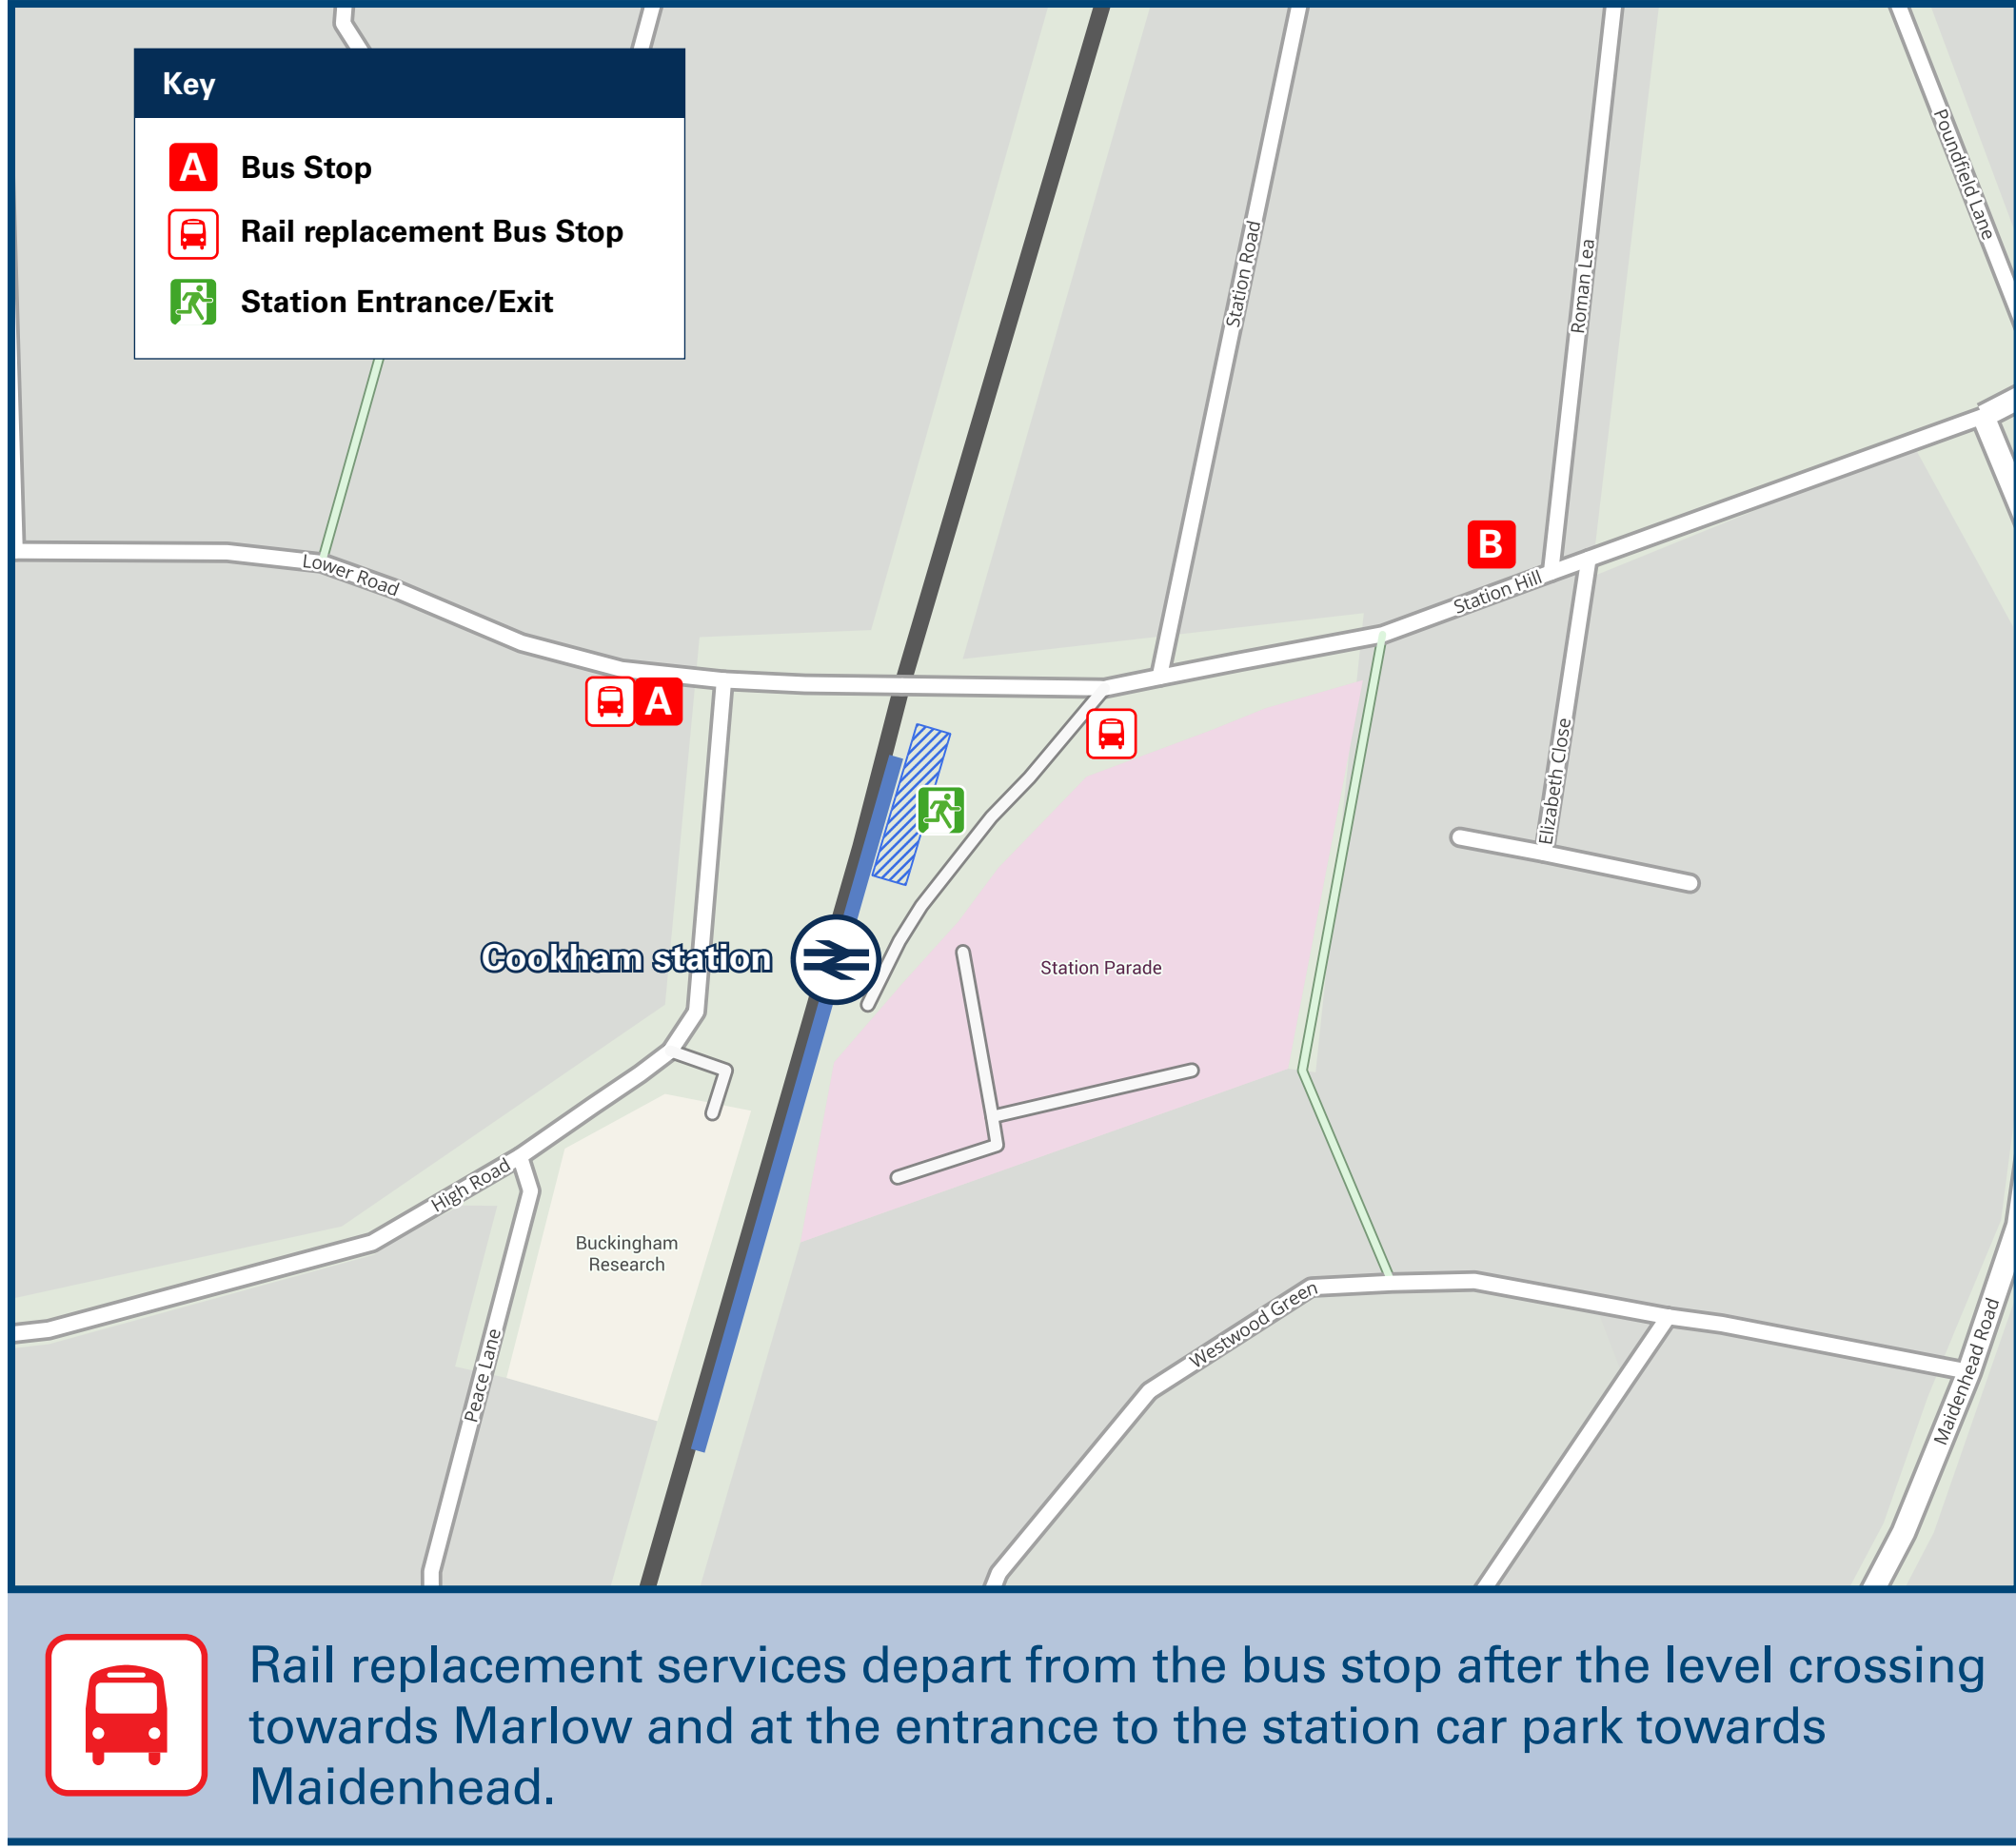 Key
A Bus Stop
Rail replacement Bus Stop
Station Entrance/Exit
Poundfield Lane
Station Road
Roman Lea
B
Lower Road
Station Hill
A
Elizabeth Close
Cookham station
Station Parade
High Road
Buckingham
Research
Peace Lane
Westwood Green
Maidenhead Road
Rail replacement services depart from the bus stop after the level crossing
towards Marlow and at the entrance to the station car park towards
Maidenhead.